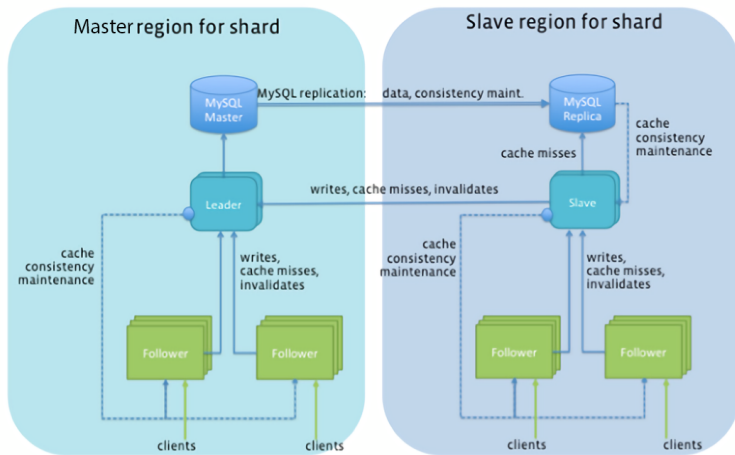 Master region for shard
Slave region for shard
MySQL
Master
MySQL replication: data, consistency maint.
MySQL
Replica
cache
consistency
maintenance
cache misses
Leader
writes, cache misses, invalidates
Slave
cache
consistency
maintenance
writes,
cache misses,
invalidates
cache
consistency
maintenance
writes,
cache misses,
invalidates
Follower
Follower
Follower
Follower
clients
clients
clients
clients